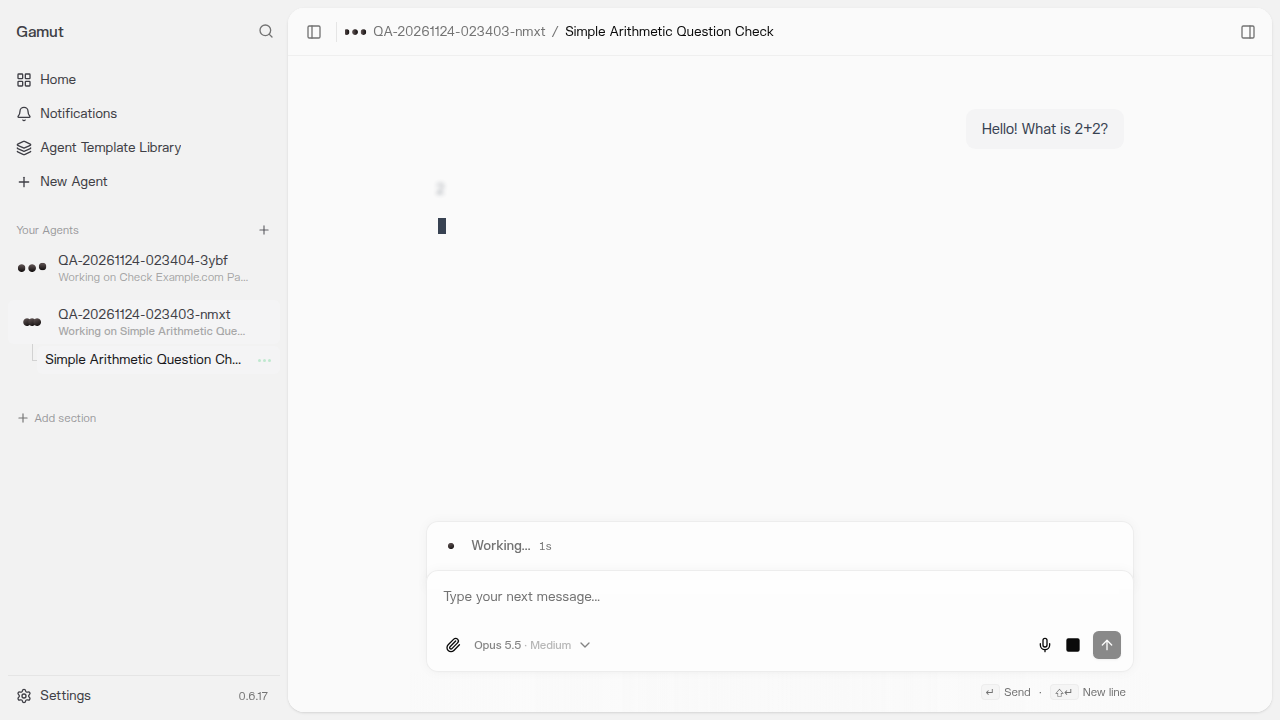 Gamut
Home
Notifications
Agent Template Library
New Agent
Your Agents
QA-20261124-023404-3ybf
Working on Check Example.com Pa...
QA-20261124-023403-nmxt
Working on Simple Arithmetic Que...
Simple Arithmetic Question Ch...
Add section
Settings
0.6.17
QA-20261124-023403-nmxt / Simple Arithmetic Question Check
Hello! What is 2+2?
2
Working... 1s
Type your next message...
Opus 5.5 · Medium
Send · New line